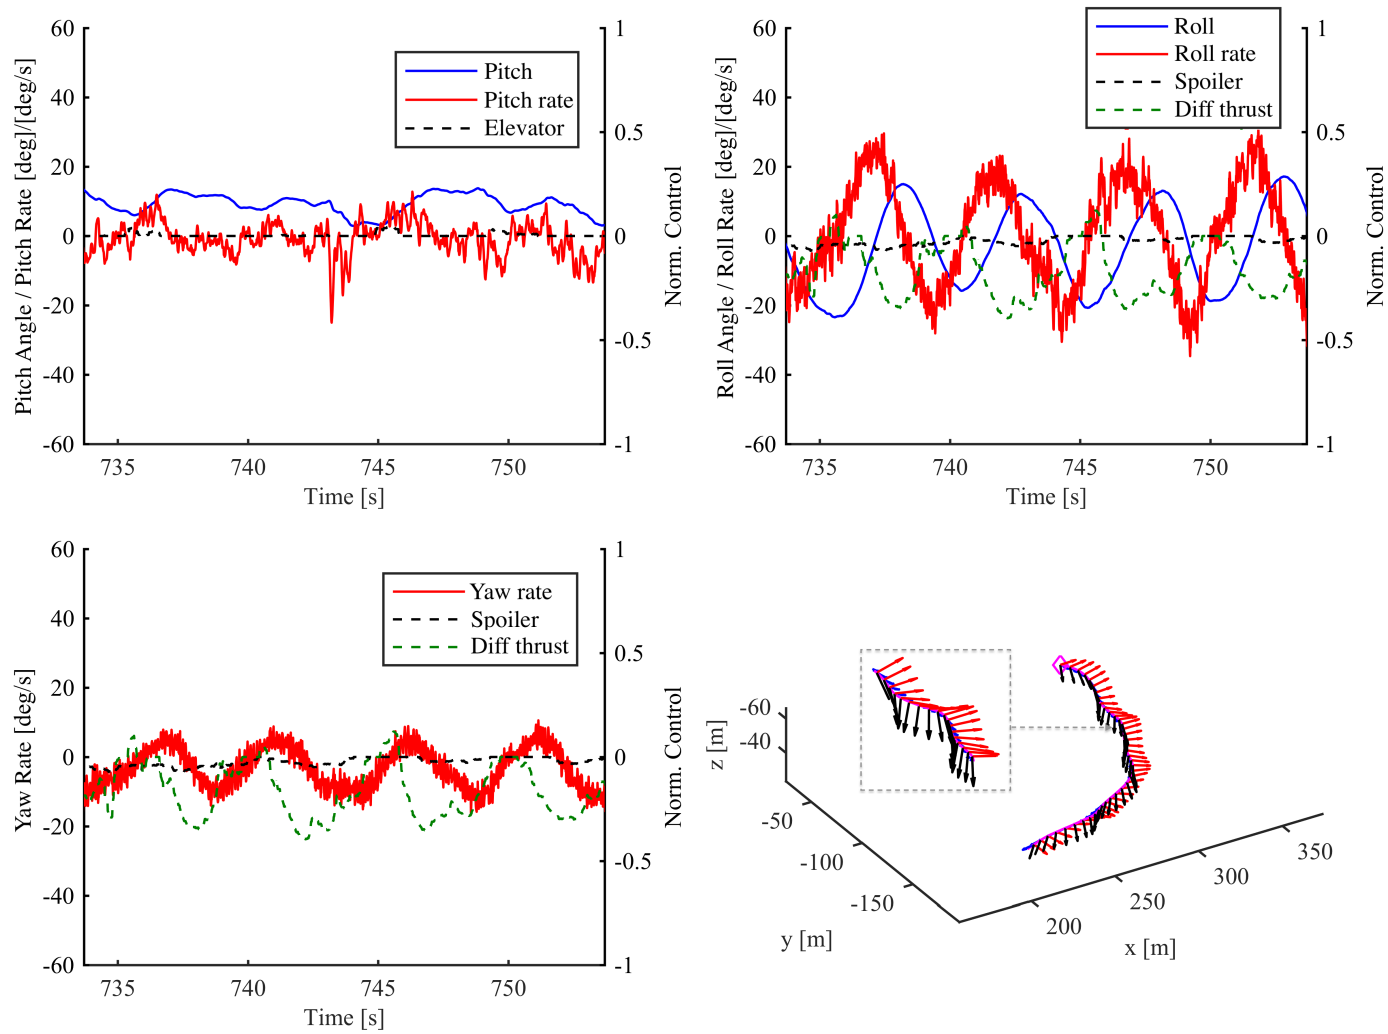 60
40
20
0
-20
-40
-60
Pitch Angle / Pitch Rate [deg]/[deg/s]
1
0.5
0
-0.5
-1
Norm. Control
Pitch
Pitch rate
Elevator
735
740
745
750
Time [s]
60
40
20
0
-20
-40
-60
Roll Angle / Roll Rate [deg]/[deg/s]
1
0.5
0
-0.5
-1
Norm. Control
Roll
Roll rate
Spoiler
Diff thrust
735
740
745
750
Time [s]
60
40
20
0
-20
-40
-60
Yaw Rate [deg/s]
1
0.5
0
-0.5
-1
Norm. Control
Yaw rate
Spoiler
Diff thrust
735
740
745
750
Time [s]
-60
-40
z [m]
-50
-100
-150
y [m]
200
250
300
350
x [m]